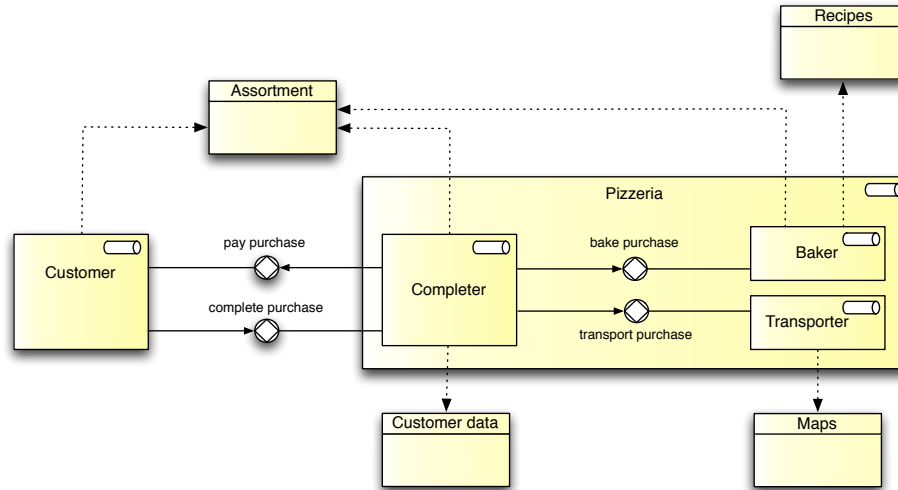 Recipes
Assortment
Pizzeria
pay purchase
bake purchase
Customer
Completer
Baker
complete purchase
transport purchase
Transporter
Customer data
Maps